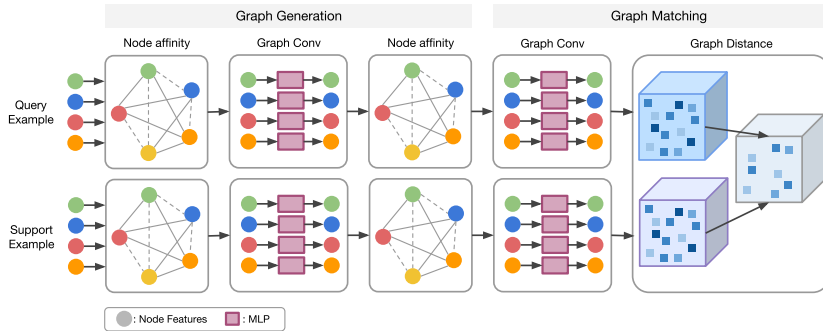 Graph Generation
Graph Matching
Node affinity
Graph Conv
Node affinity
Graph Conv
Graph Distance
Query
Example
Support
Example
: Node Features
: MLP